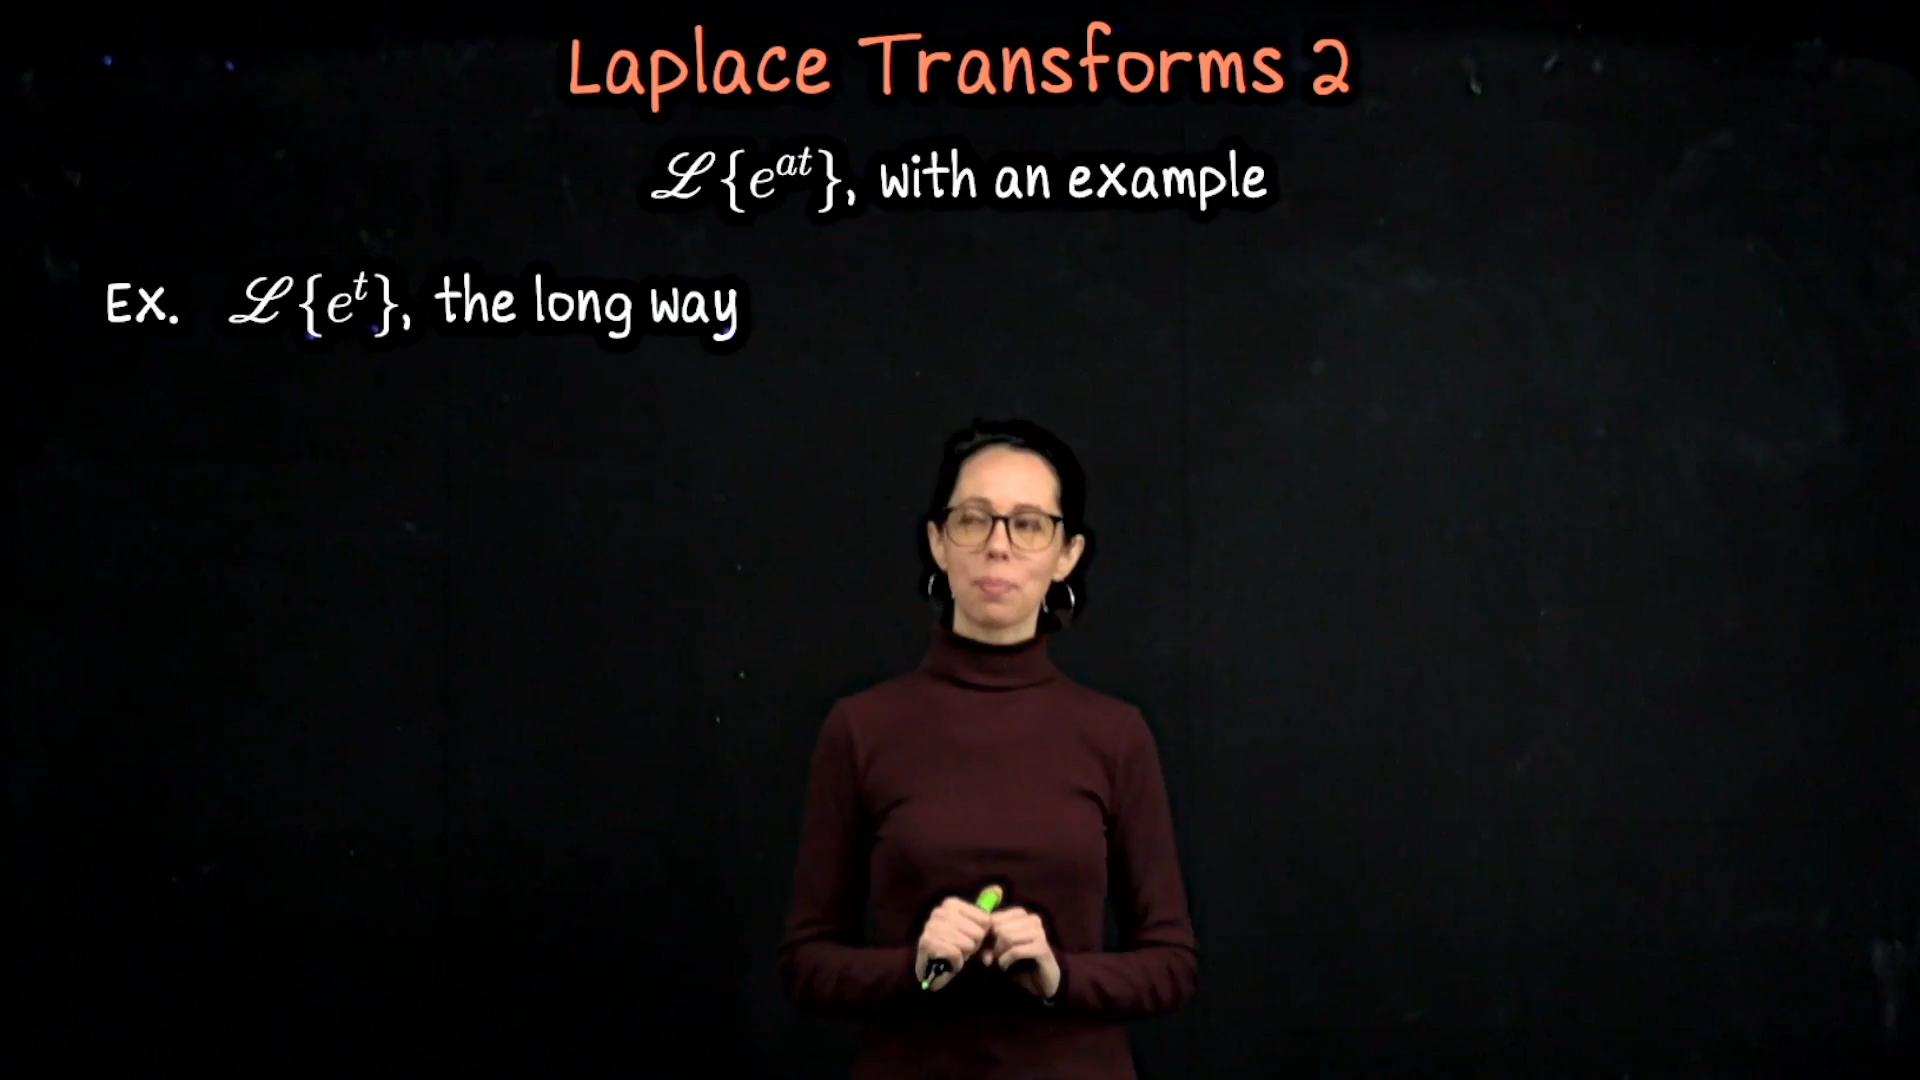 Laplace Transforms 2
ℒ{e^{at}}, with an example
Ex. ℒ{e^t}, the long way